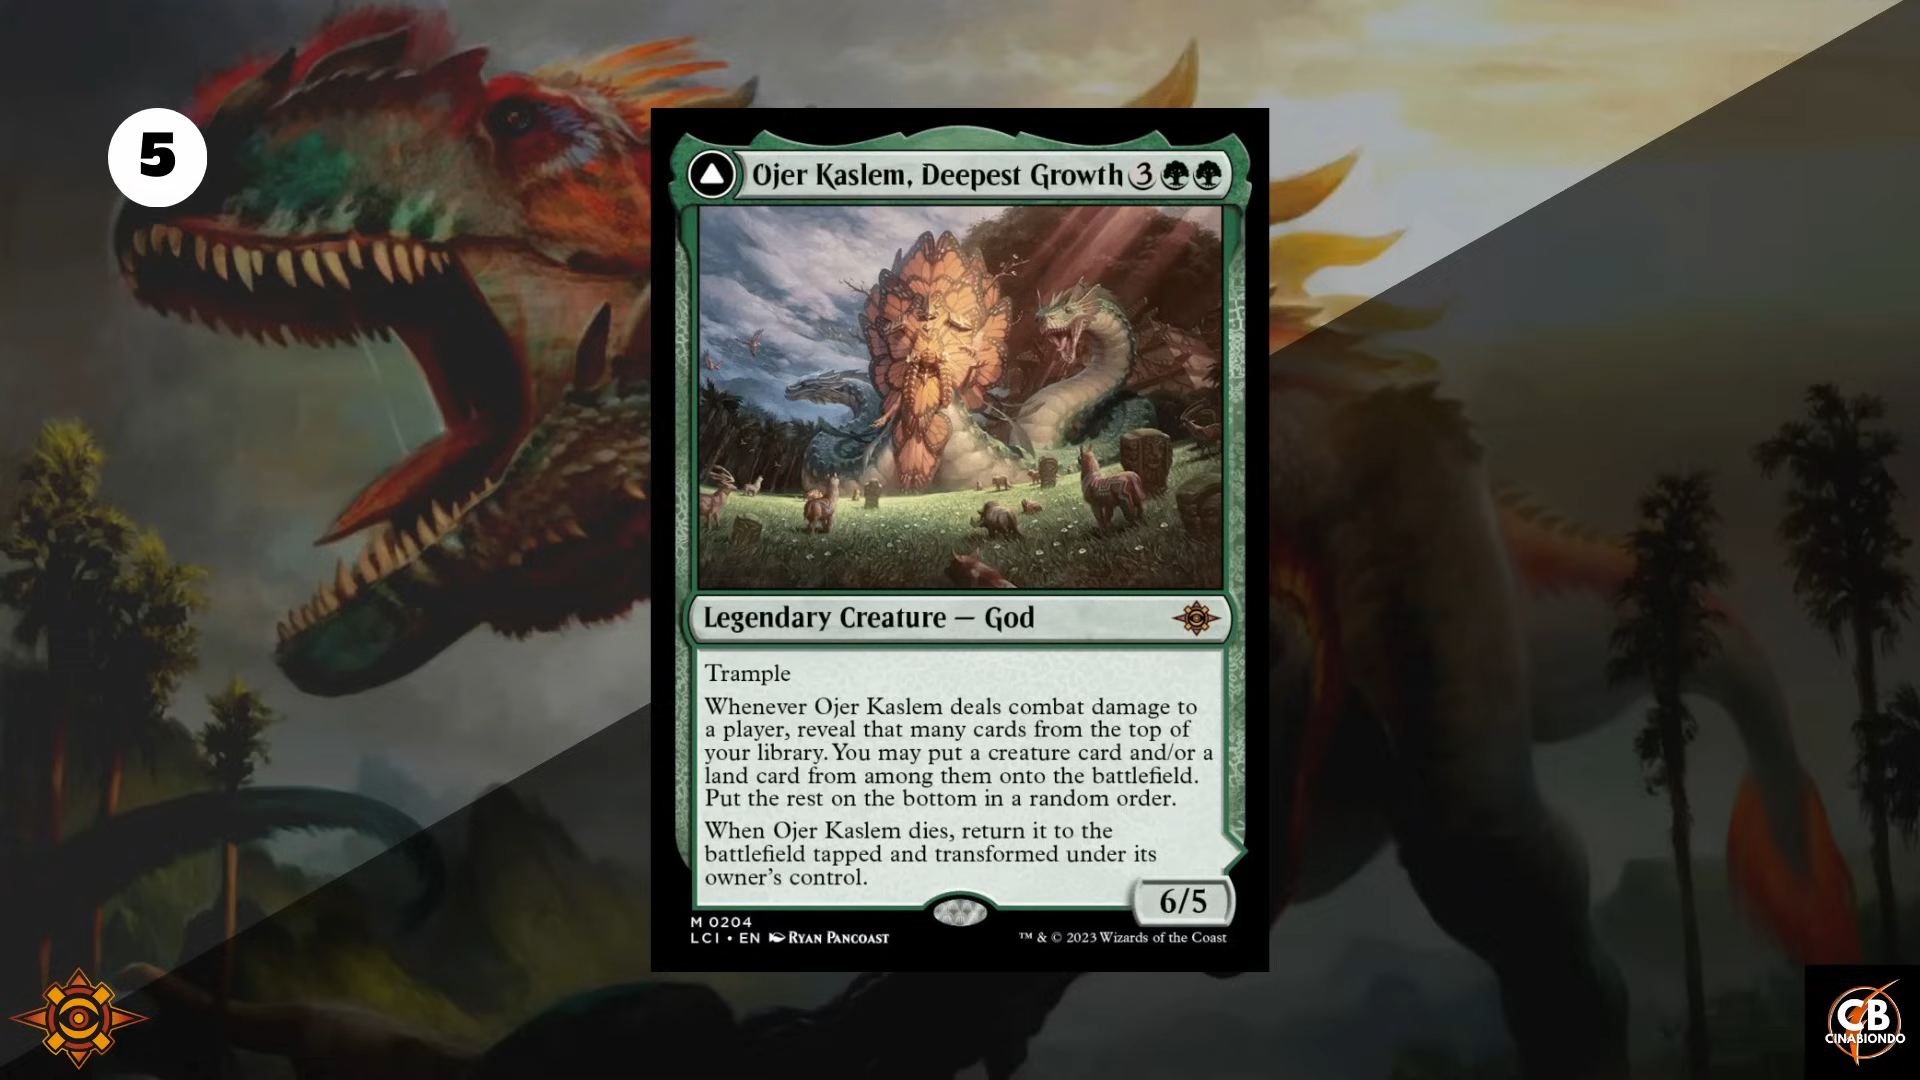 5
Ojer Kaslem, Deepest Growth 3
Legendary Creature — God
Trample
Whenever Ojer Kaslem deals combat damage to
a player, reveal that many cards from the top of
your library. You may put a creature card and/or a
land card from among them onto the battlefield.
Put the rest on the bottom in a random order.
When Ojer Kaslem dies, return it to the
battlefield tapped and transformed under its
owner's control.
6/5
M 0204
LCI • EN RYAN PANCOAST
™ & © 2023 Wizards of the Coast
CB
CINABIONDO